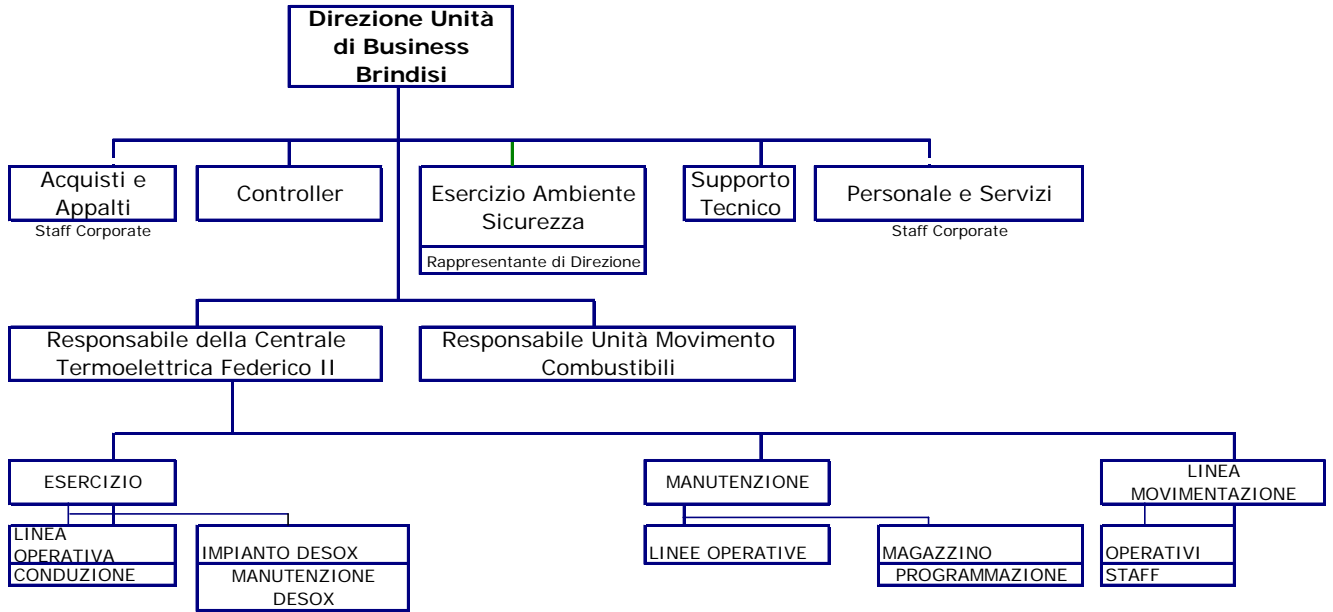 Direzione Unità
di Business
Brindisi
Acquisti e
Appalti
Staff Corporate
Controller
Esercizio Ambiente
Sicurezza
Rappresentante di Direzione
Supporto
Tecnico
Personale e Servizi
Staff Corporate
Responsabile della Centrale
Termoelettrica Federico II
Responsabile Unità Movimento
Combustibili
ESERCIZIO
MANUTENZIONE
LINEA
MOVIMENTAZIONE
LINEA
OPERATIVA
CONDUZIONE
IMPIANTO DESOX
MANUTENZIONE
DESOX
LINEE OPERATIVE
MAGAZZINO
PROGRAMMAZIONE
OPERATIVI
STAFF